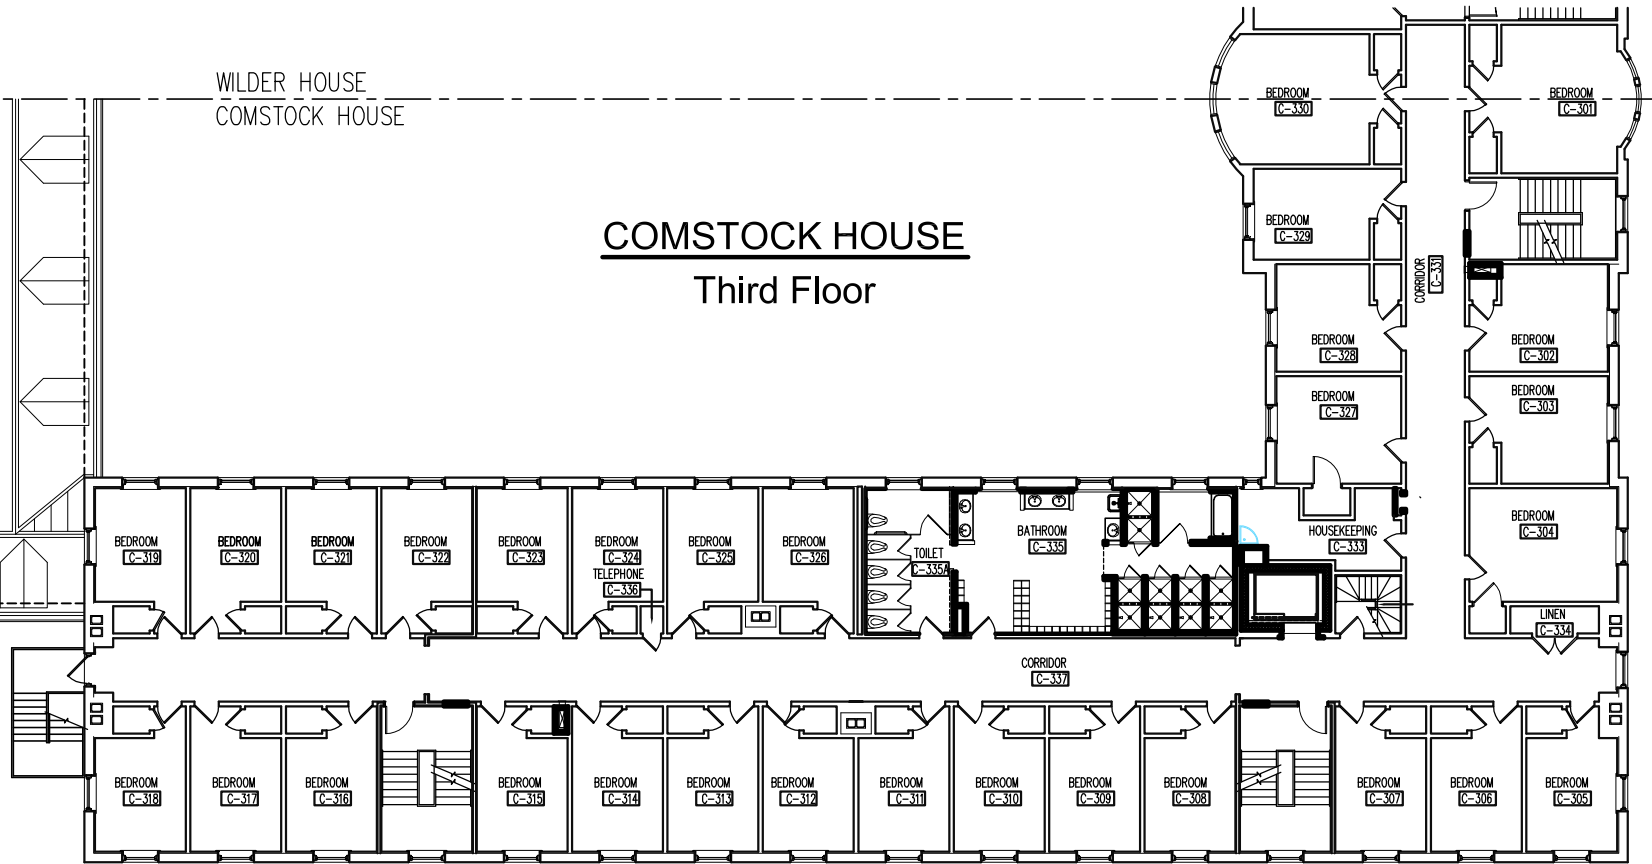 WILDER HOUSE
COMSTOCK HOUSE
COMSTOCK HOUSE
Third Floor
BEDROOM
C-330
BEDROOM
C-301
BEDROOM
C-329
CORRIDOR
C-331
BEDROOM
C-328
BEDROOM
C-302
BEDROOM
C-327
BEDROOM
C-303
BEDROOM
C-304
HOUSEKEEPING
C-333
LINEN
C-334
BEDROOM
C-319
BEDROOM
C-320
BEDROOM
C-321
BEDROOM
C-322
BEDROOM
C-323
BEDROOM
C-324
TELEPHONE
C-336
BEDROOM
C-325
BEDROOM
C-326
TOILET
C-335A
BATHROOM
C-335
CORRIDOR
C-337
BEDROOM
C-318
BEDROOM
C-317
BEDROOM
C-316
BEDROOM
C-315
BEDROOM
C-314
BEDROOM
C-313
BEDROOM
C-312
BEDROOM
C-311
BEDROOM
C-310
BEDROOM
C-309
BEDROOM
C-308
BEDROOM
C-307
BEDROOM
C-306
BEDROOM
C-305